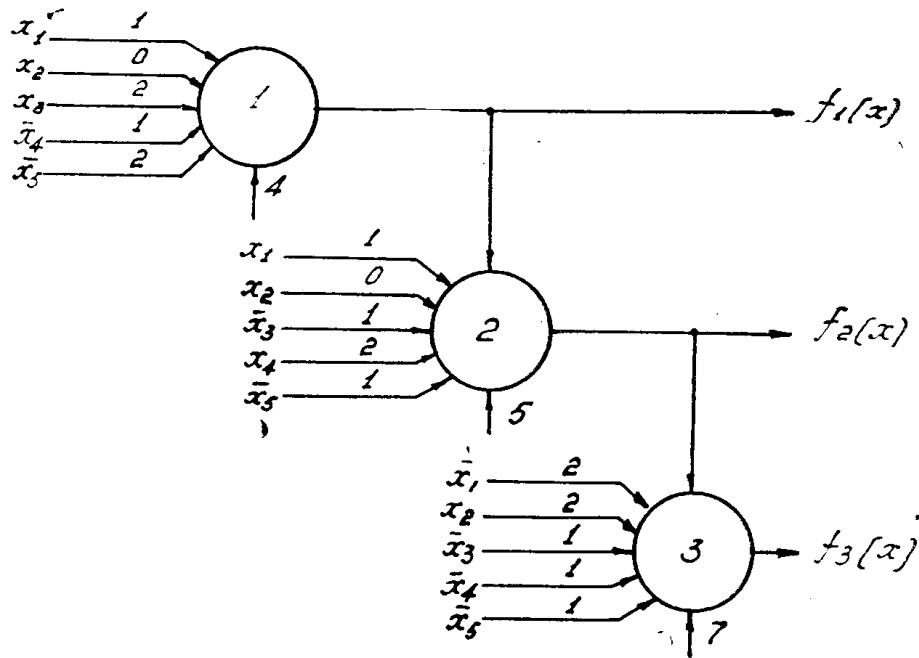 x₁ 1
x₂ 0
x₃ 2
x̄₄ 1
x̄₅ 2
1
4
f₁(x)
x₁ 1
x₂ 0
x̄₃ 1
x₄ 2
x̄₅ 1
2
5
f₂(x)
x̄₁ 2
x₂ 2
x̄₃ 1
x̄₄ 1
x̄₅ 1
3
7
f₃(x)